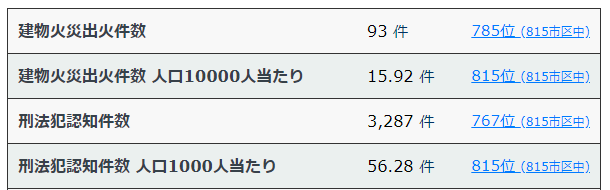 建物火災出火件数 93 件 785位 (815市区中)
建物火災出火件数 人口10000人当たり 15.92 件 815位 (815市区中)
刑法犯認知件数 3,287 件 767位 (815市区中)
刑法犯認知件数 人口1000人当たり 56.28 件 815位 (815市区中)